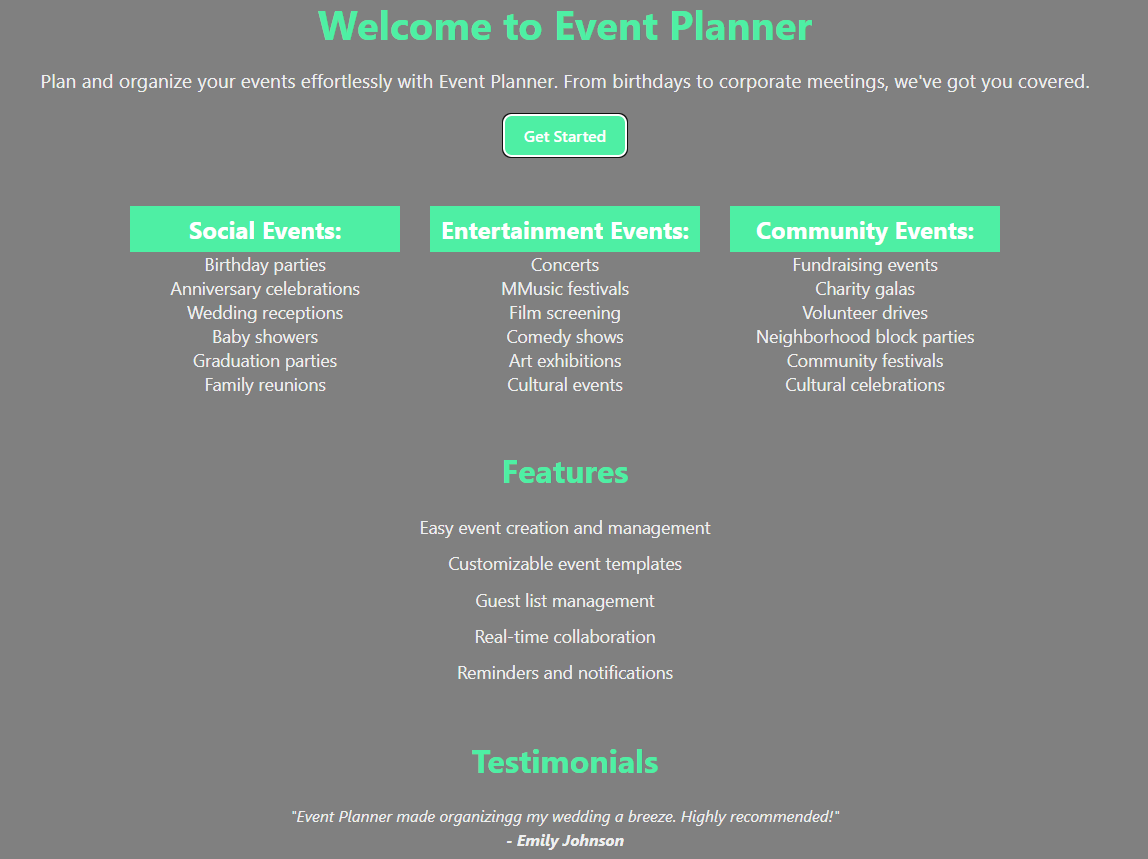 Welcome to Event Planner
Plan and organize your events effortlessly with Event Planner. From birthdays to corporate meetings, we've got you covered.
Get Started
Social Events:
Birthday parties
Anniversary celebrations
Wedding receptions
Baby showers
Graduation parties
Family reunions
Entertainment Events:
Concerts
MMusic festivals
Film screening
Comedy shows
Art exhibitions
Cultural events
Community Events:
Fundraising events
Charity galas
Volunteer drives
Neighborhood block parties
Community festivals
Cultural celebrations
Features
Easy event creation and management
Customizable event templates
Guest list management
Real-time collaboration
Reminders and notifications
Testimonials
"Event Planner made organizingg my wedding a breeze. Highly recommended!"
- Emily Johnson